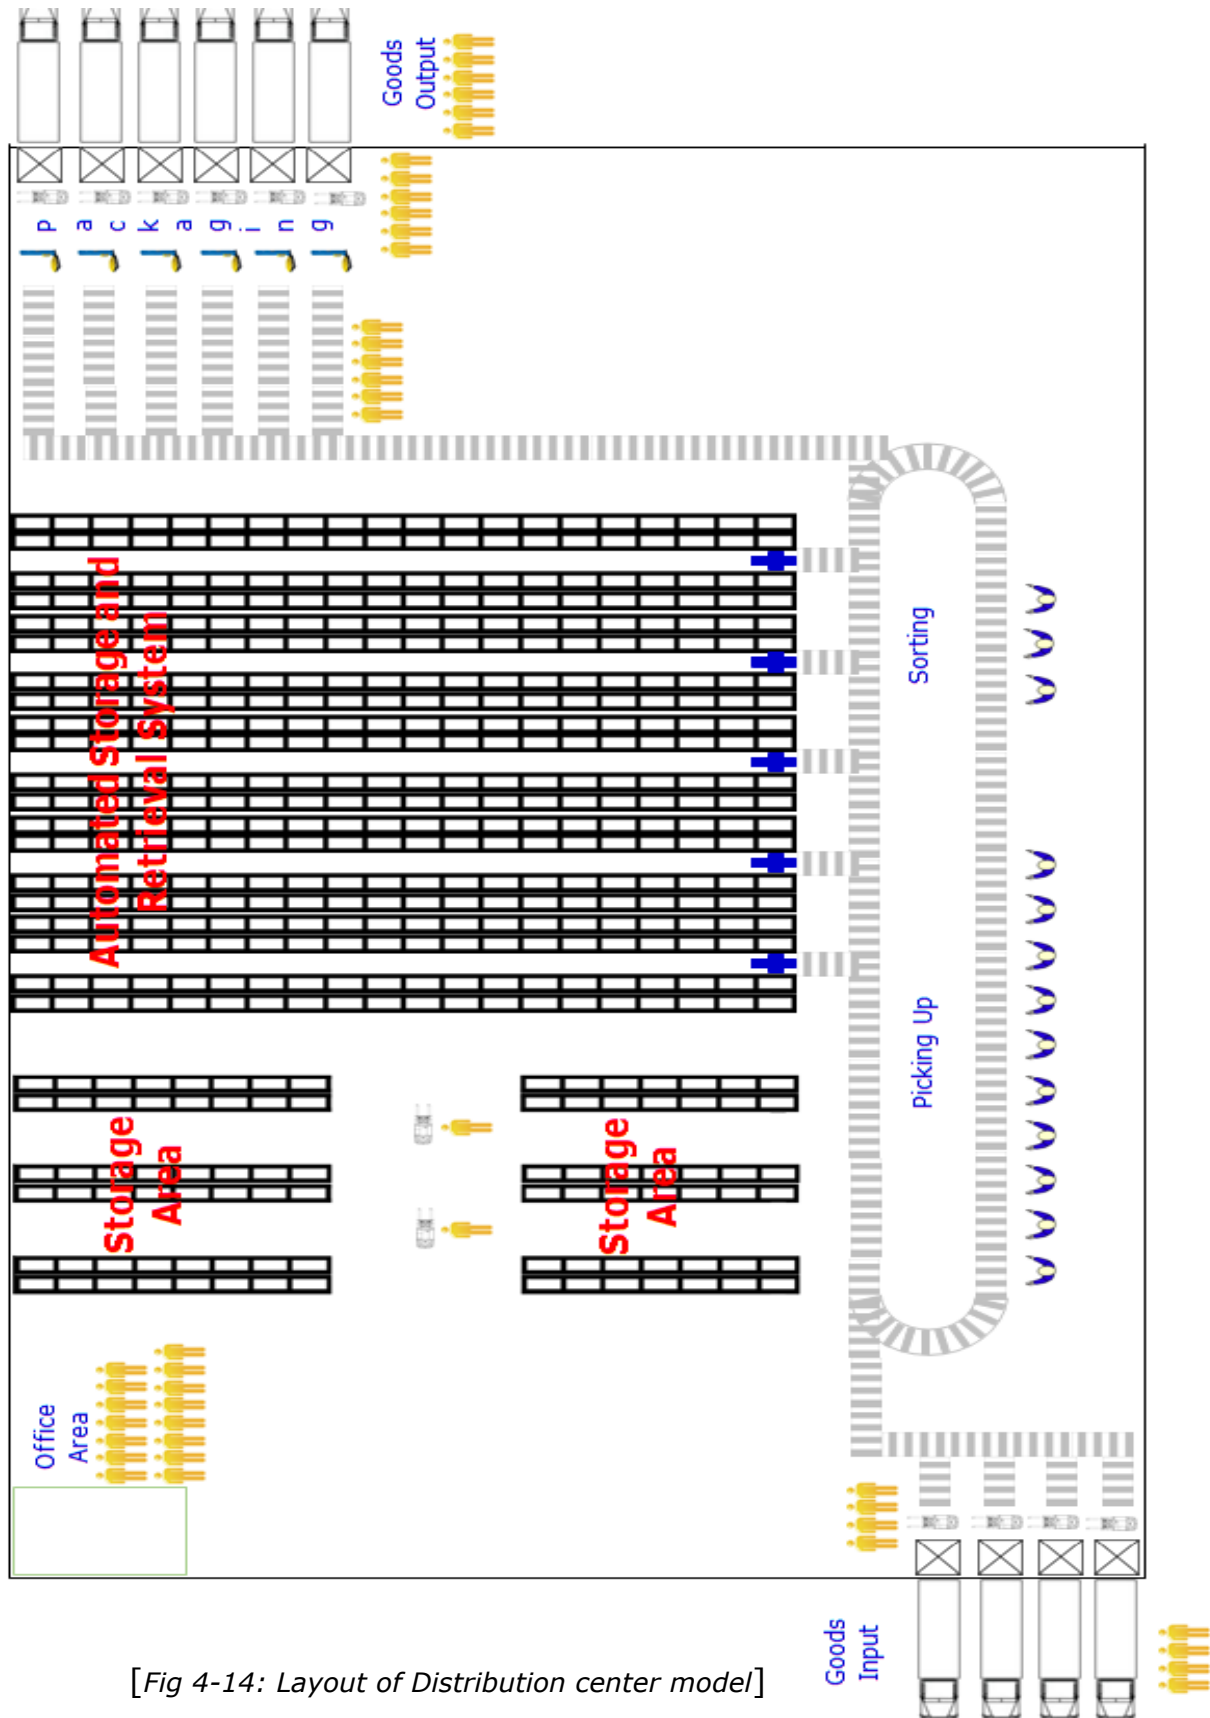 Goods
Output
p a c k a g i n g
Automated Storage and
Retrieval System
Sorting
Picking Up
Storage
Area
Storage
Area
Office
Area
Goods
Input
[Fig 4-14: Layout of Distribution center model]